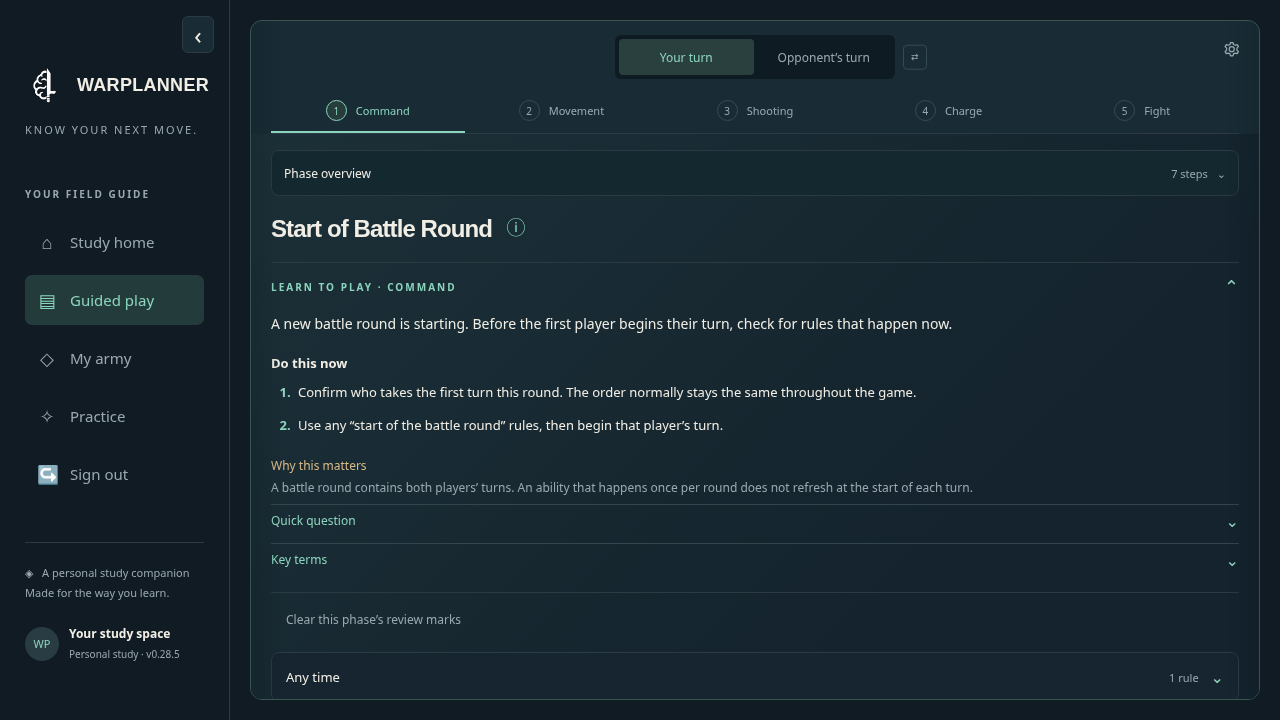 WARPLANNER
KNOW YOUR NEXT MOVE.
YOUR FIELD GUIDE
Study home
Guided play
My army
Practice
Sign out
A personal study companion
Made for the way you learn.
WP
Your study space
Personal study · v0.28.5
Your turn
Opponent’s turn
1 Command
2 Movement
3 Shooting
4 Charge
5 Fight
Phase overview
7 steps
Start of Battle Round
LEARN TO PLAY · COMMAND
A new battle round is starting. Before the first player begins their turn, check for rules that happen now.
Do this now
1. Confirm who takes the first turn this round. The order normally stays the same throughout the game.
2. Use any “start of the battle round” rules, then begin that player’s turn.
Why this matters
A battle round contains both players’ turns. An ability that happens once per round does not refresh at the start of each turn.
Quick question
Key terms
Clear this phase’s review marks
Any time
1 rule